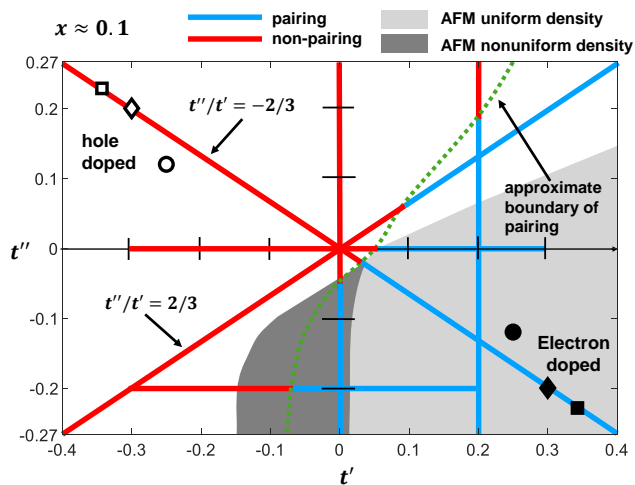 x ≈ 0.1
pairing
non-pairing
AFM uniform density
AFM nonuniform density
0.27
0.2
0.1
0
-0.1
-0.2
-0.27
t''
t''/t' = −2/3
hole
doped
approximate
boundary of
pairing
t''/t' = 2/3
Electron
doped
-0.4
-0.3
-0.2
-0.1
0
0.1
0.2
0.3
0.4
t'